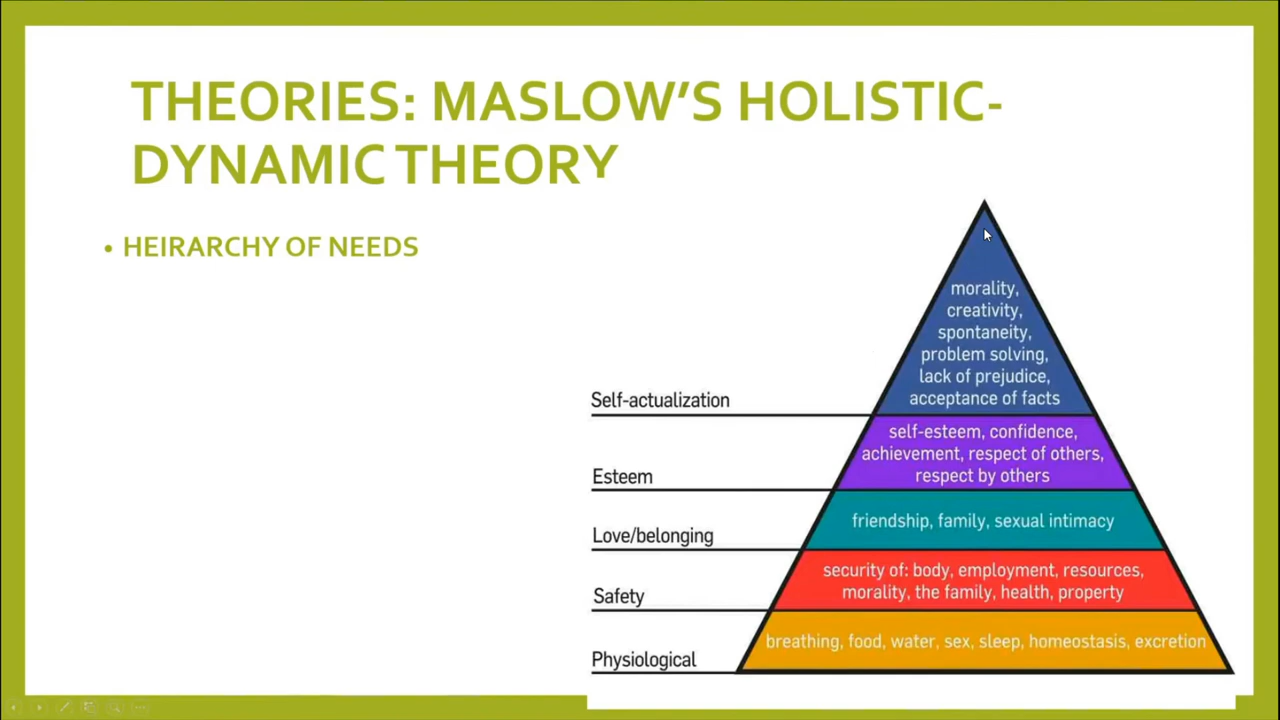 THEORIES: MASLOW'S HOLISTIC-
DYNAMIC THEORY
• HEIRARCHY OF NEEDS
morality,
creativity,
spontaneity,
problem solving,
lack of prejudice,
acceptance of facts
Self-actualization
self-esteem, confidence,
achievement, respect of others,
respect by others
Esteem
friendship, family, sexual intimacy
Love/belonging
security of: body, employment, resources,
morality, the family, health, property
Safety
breathing, food, water, sex, sleep, homeostasis, excretion
Physiological